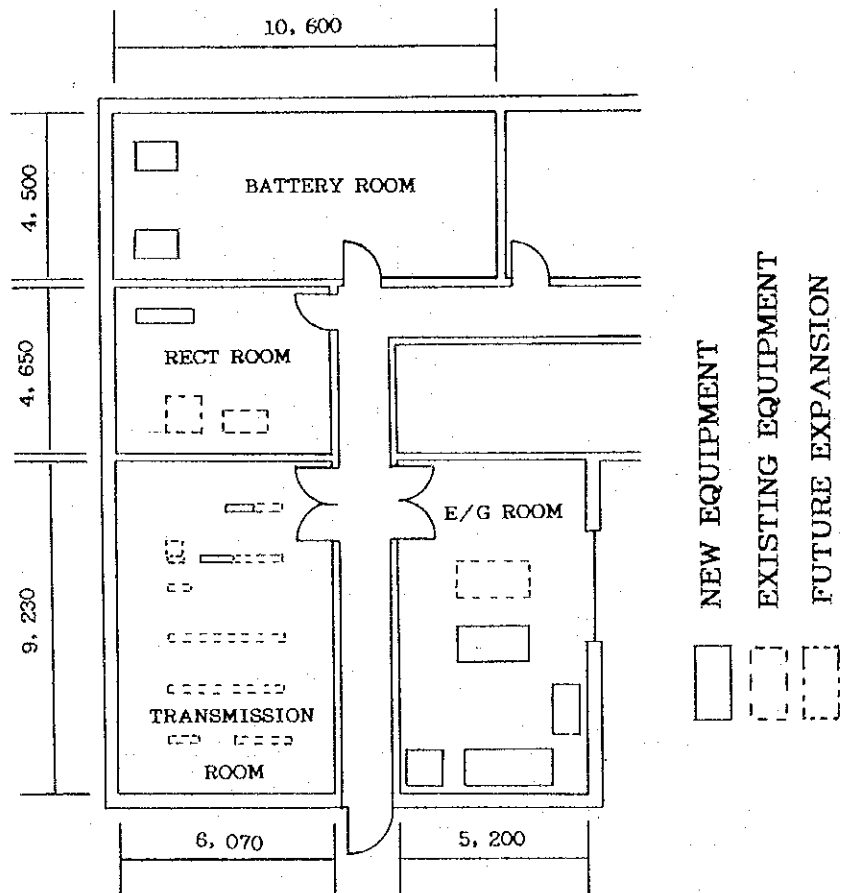 10, 600
4, 500
BATTERY ROOM
4, 650
RECT ROOM
9, 230
E/G ROOM
TRANSMISSION
ROOM
6, 070
5, 200
NEW EQUIPMENT
EXISTING EQUIPMENT
FUTURE EXPANSION